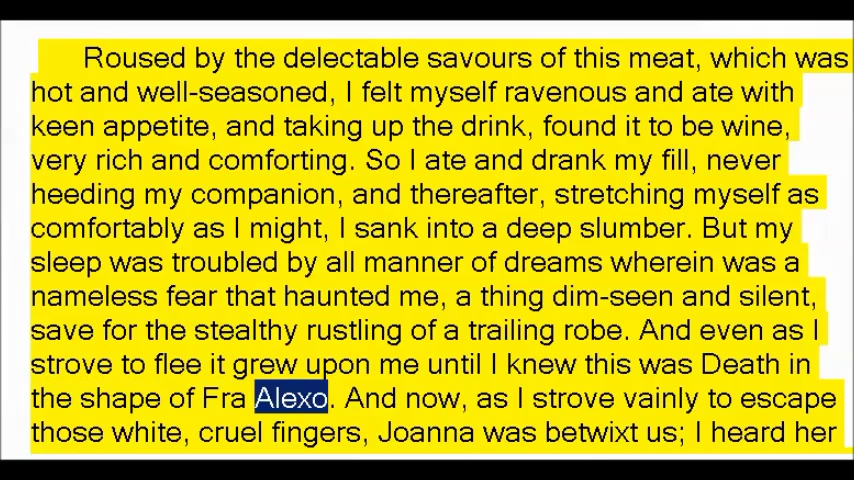 Roused by the delectable savours of this meat, which was
hot and well-seasoned, I felt myself ravenous and ate with
keen appetite, and taking up the drink, found it to be wine,
very rich and comforting. So I ate and drank my fill, never
heeding my companion, and thereafter, stretching myself as
comfortably as I might, I sank into a deep slumber. But my
sleep was troubled by all manner of dreams wherein was a
nameless fear that haunted me, a thing dim-seen and silent,
save for the stealthy rustling of a trailing robe. And even as I
strove to flee it grew upon me until I knew this was Death in
the shape of Fra Alexo. And now, as I strove vainly to escape
those white, cruel fingers, Joanna was betwixt us; I heard her